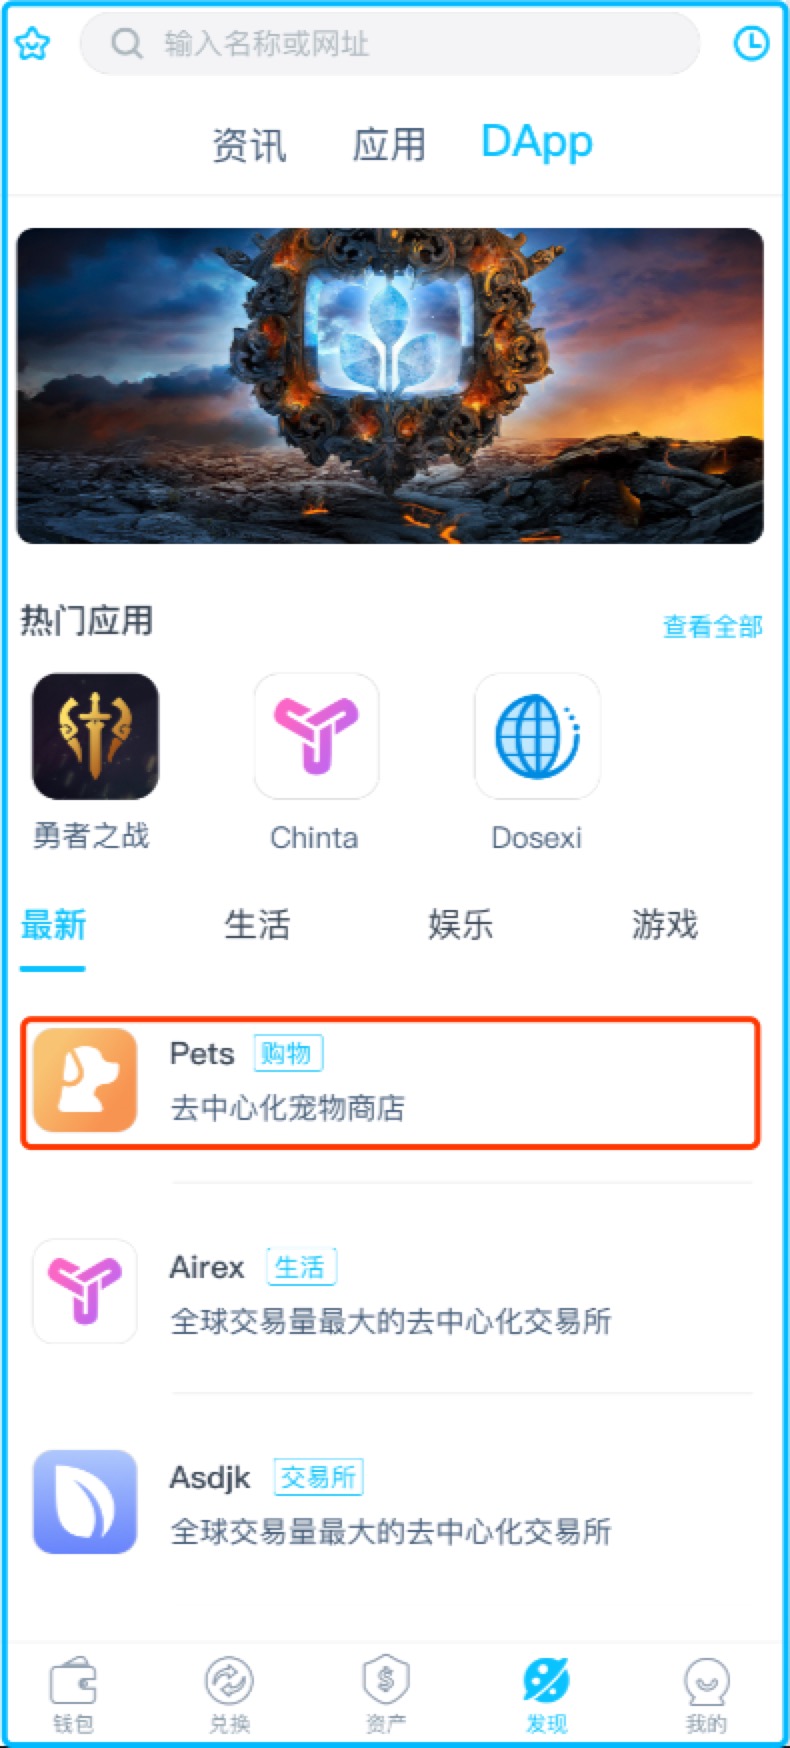 输入名称或网址
资讯 应用 DApp
热门应用 查看全部
勇者之战 Chinta Dosexi
最新 生活 娱乐 游戏
Pets 购物
去中心化宠物商店
Airex 生活
全球交易量最大的去中心化交易所
Asdjk 交易所
全球交易量最大的去中心化交易所
钱包 兑换 资产 发现 我的